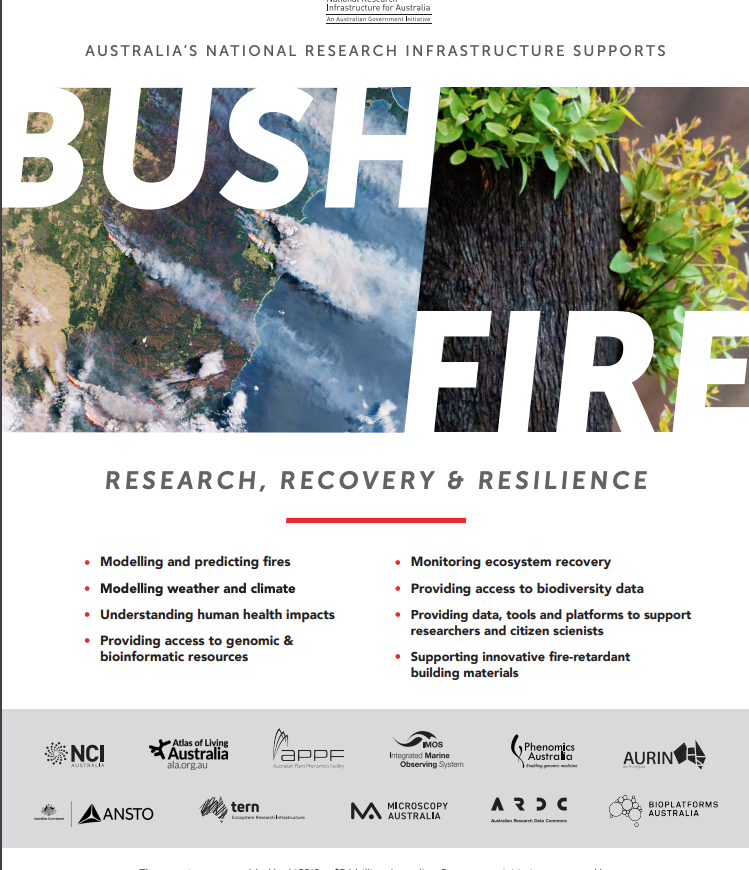 Infrastructure for Australia
An Australian Government Initiative
AUSTRALIA'S NATIONAL RESEARCH INFRASTRUCTURE SUPPORTS
BUSH
FIRE
RESEARCH, RECOVERY & RESILIENCE
• Modelling and predicting fires
• Modelling weather and climate
• Understanding human health impacts
• Providing access to genomic &
bioinformatic resources
• Monitoring ecosystem recovery
• Providing access to biodiversity data
• Providing data, tools and platforms to support
researchers and citizen scienists
• Supporting innovative fire-retardant
building materials
NCI
AUSTRALIA
Atlas of Living
Australia
ala.org.au
APPF
Australian Plant Phenomics Facility
IMOS
Integrated Marine
Observing System
Phenomics
Australia
Enabling genomic medicine
AURIN
Australian Government
ANSTO
tern
Ecosystem Research Infrastructure
MICROSCOPY
AUSTRALIA
ARDC
Australian Research Data Commons
BIOPLATFORMS
AUSTRALIA